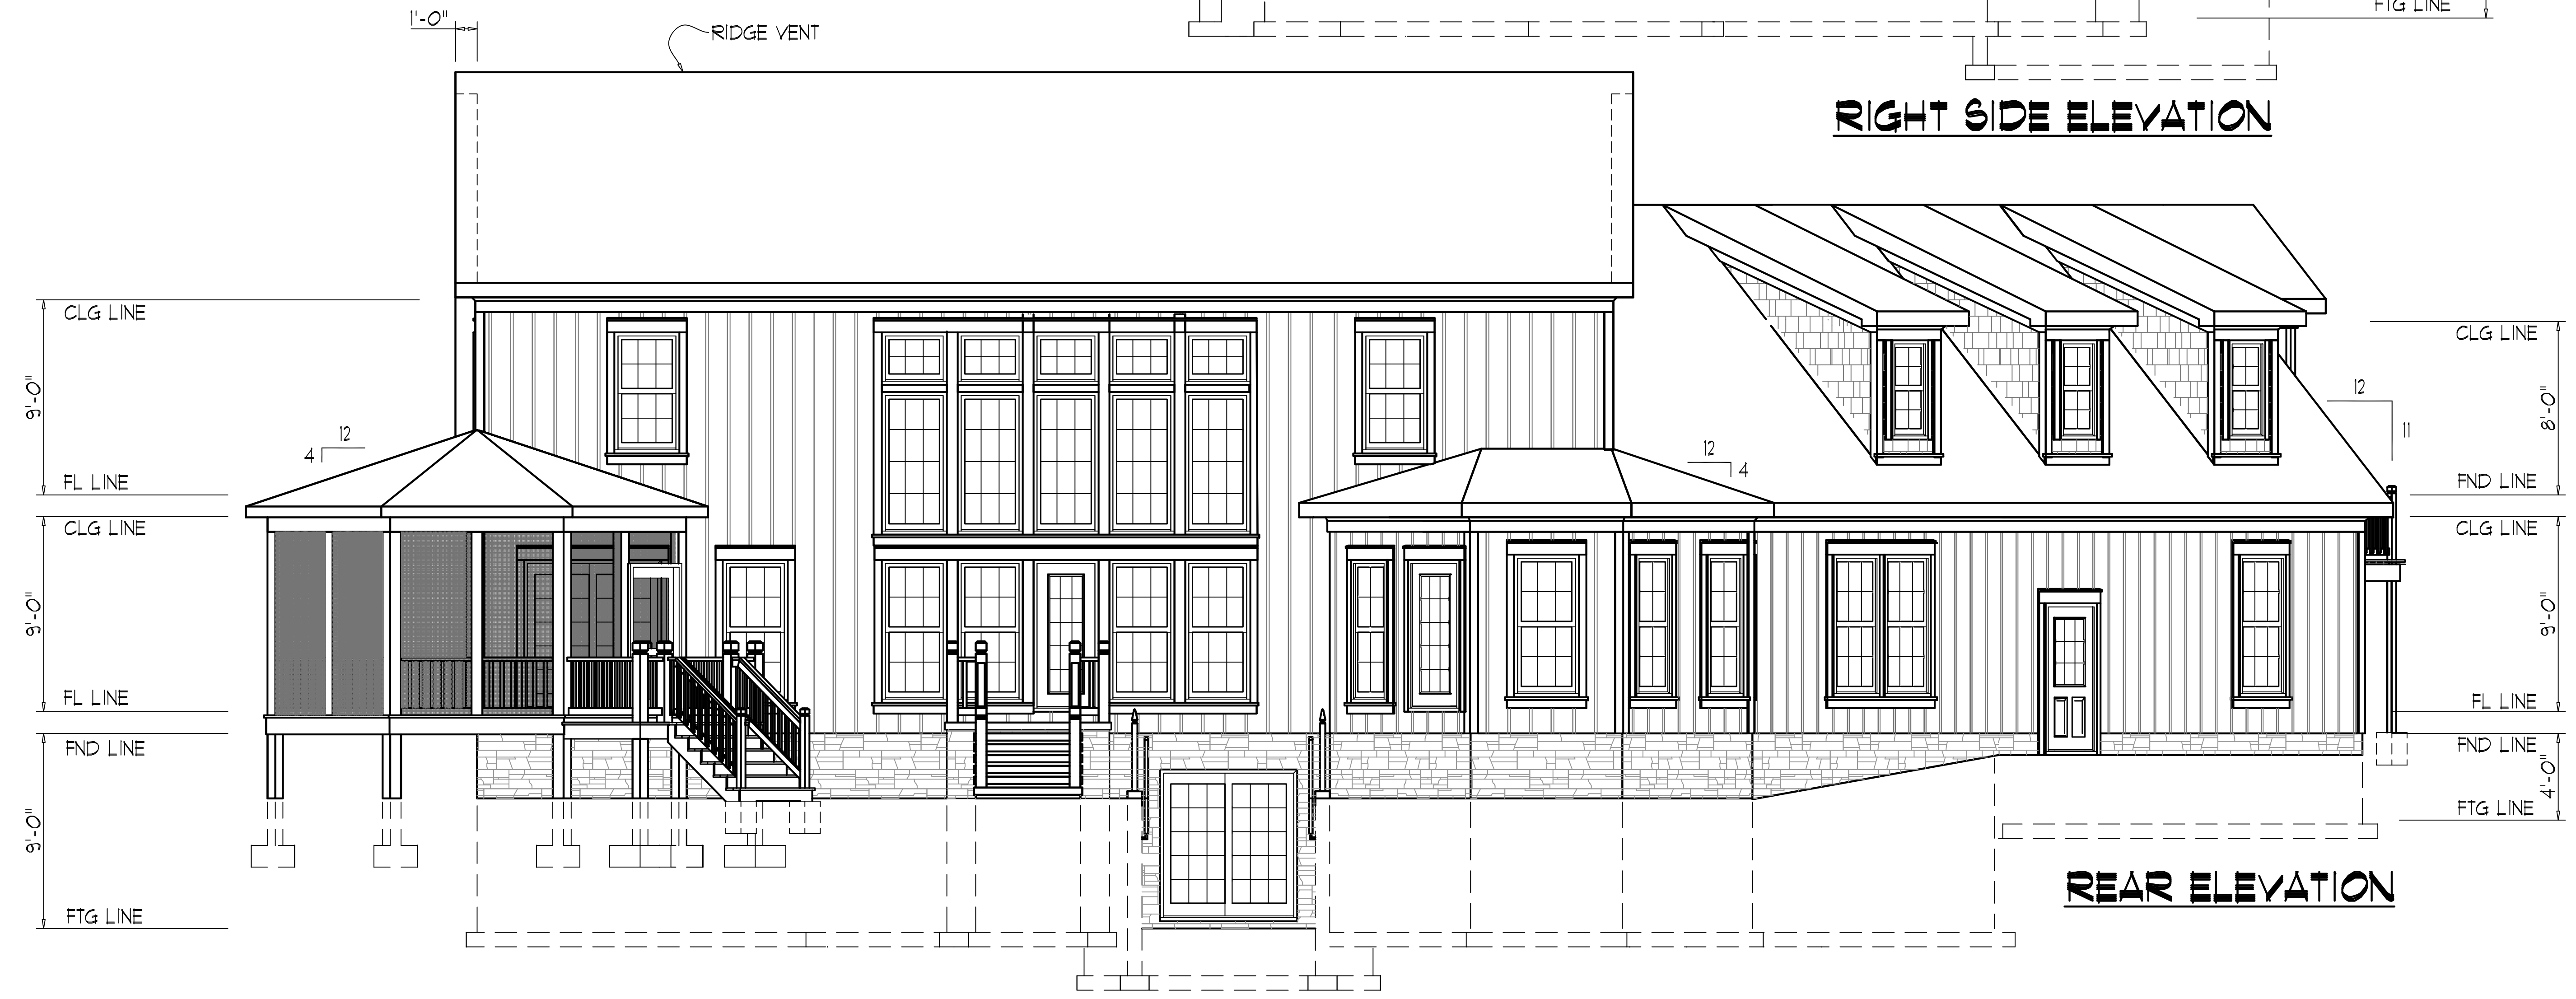 1'-0"
RIDGE VENT
FTG LINE
RIGHT SIDE ELEVATION
CLG LINE
9'-0"
FL LINE
CLG LINE
9'-0"
FL LINE
FND LINE
9'-0"
FTG LINE
12
4
12
4
12
11
CLG LINE
8'-0"
FND LINE
CLG LINE
9'-0"
FL LINE
FND LINE
4'-0"
FTG LINE
REAR ELEVATION